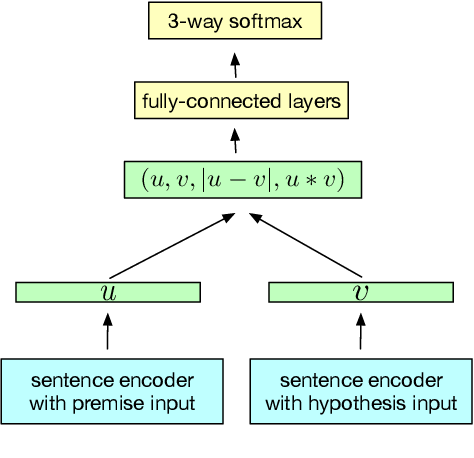 3-way softmax
fully-connected layers
(u, v, |u − v|, u ∗ v)
u
v
sentence encoder
with premise input
sentence encoder
with hypothesis input